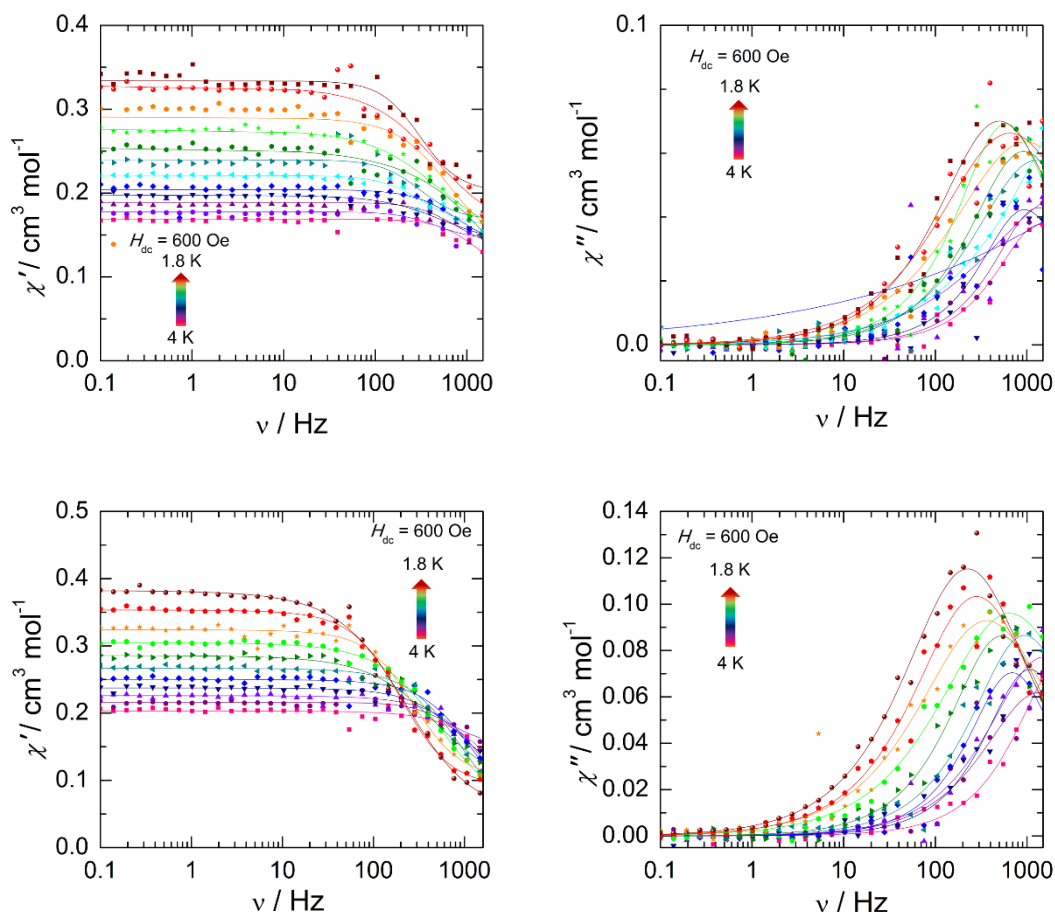 0.4
0.3
0.2
0.1
0.0
χ′/ cm³ mol⁻¹
H_dc = 600 Oe
1.8 K
4 K
0.1 1 10 100 1000
ν / Hz
0.1
0.0
χ″/ cm³ mol⁻¹
H_dc = 600 Oe
1.8 K
4 K
0.1 1 10 100 1000
ν / Hz
0.5
0.4
0.3
0.2
0.1
0.0
χ′/ cm³ mol⁻¹
H_dc = 600 Oe
1.8 K
4 K
0.1 1 10 100 1000
ν / Hz
0.14
0.12
0.10
0.08
0.06
0.04
0.02
0.00
χ″/ cm³ mol⁻¹
H_dc = 600 Oe
1.8 K
4 K
0.1 1 10 100 1000
ν / Hz